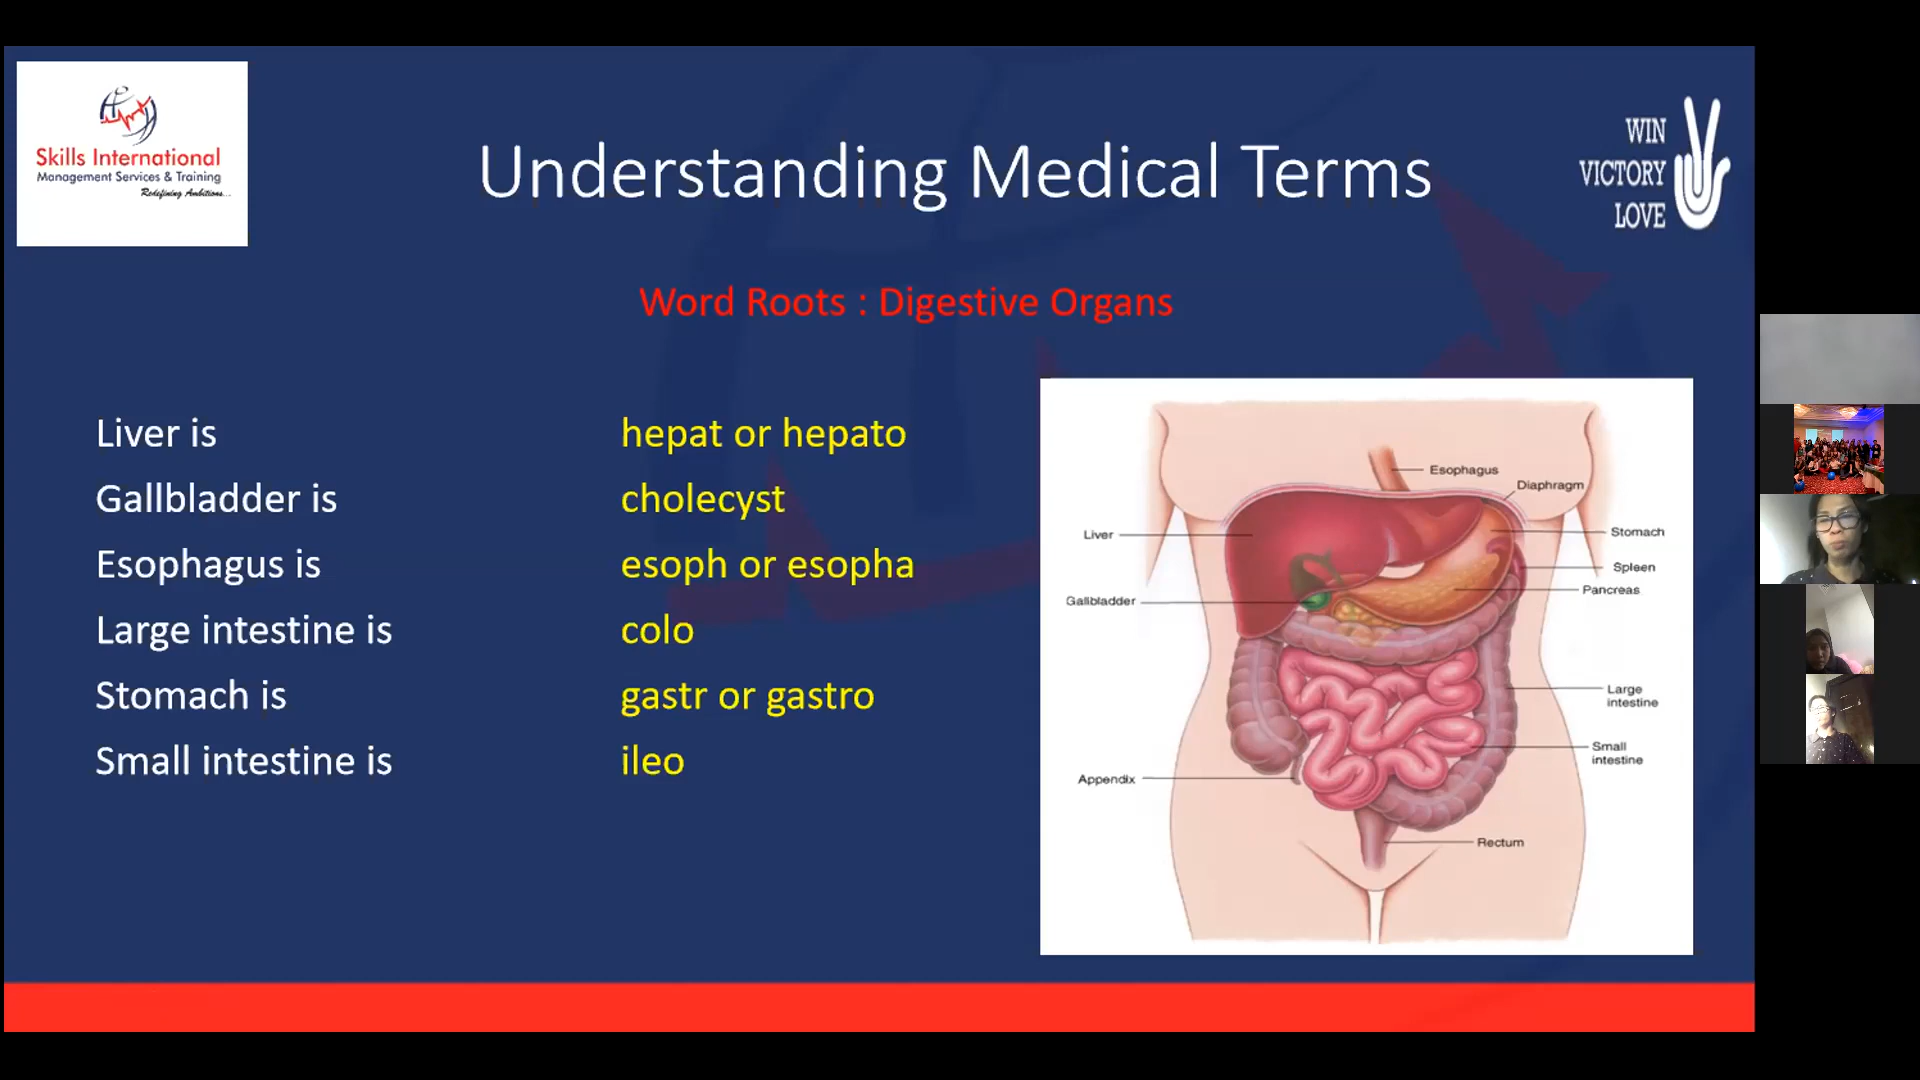 Skills International
Management Services & Training
Redefining Ambitions...
Understanding Medical Terms
WIN
VICTORY
LOVE
Word Roots : Digestive Organs
Liver is hepat or hepato
Gallbladder is cholecyst
Esophagus is esoph or esopha
Large intestine is colo
Stomach is gastr or gastro
Small intestine is ileo
Esophagus
Diaphragm
Liver
Stomach
Spleen
Pancreas
Gallbladder
Large
intestine
Small
intestine
Appendix
Rectum